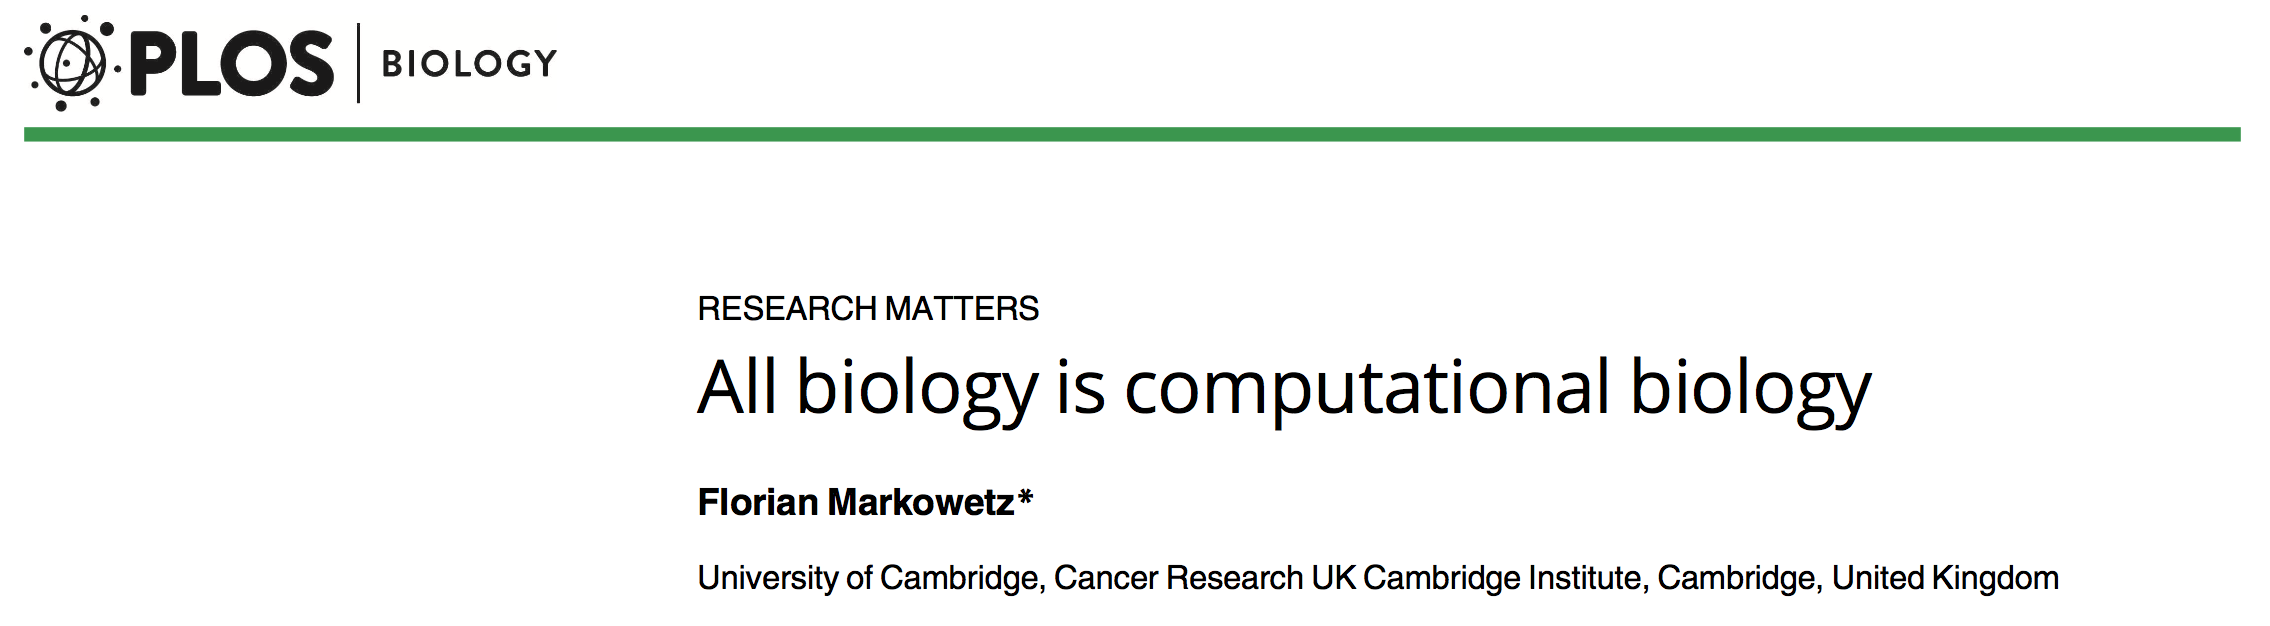 PLOS | BIOLOGY
RESEARCH MATTERS
All biology is computational biology
Florian Markowetz*
University of Cambridge, Cancer Research UK Cambridge Institute, Cambridge, United Kingdom